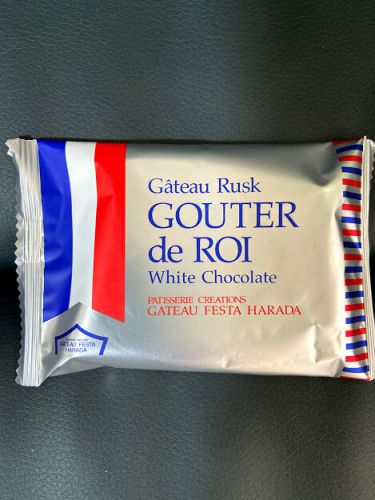 Gâteau Rusk
GOUTER
de ROI
White Chocolate
PATISSERIE CREATIONS
GATEAU FESTA HARADA
GATEAU FESTA
HARADA